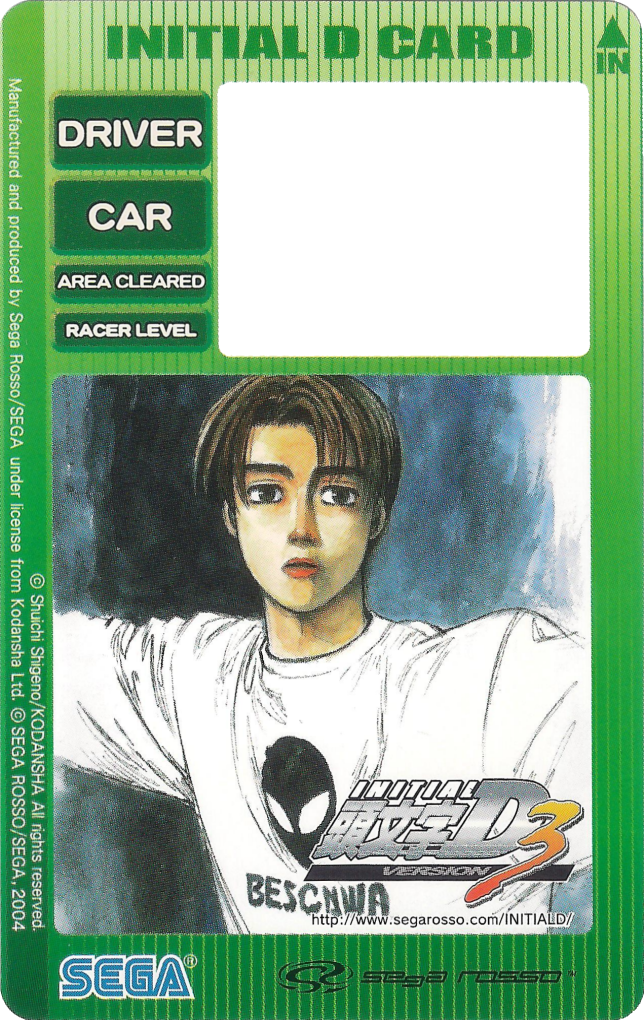 INITIAL D CARD
IN
DRIVER
CAR
AREA CLEARED
RACER LEVEL
Manufactured and produced by Sega Rosso/SEGA under license from Kodansha Ltd. © SEGA ROSSO/SEGA, 2004
© Shuichi Shigeno/KODANSHA All rights reserved.
INITIAL
頭文字D3
VERSION
BESCNWA
http://www.segarosso.com/INITIALD/
SEGA®
sega rosso™